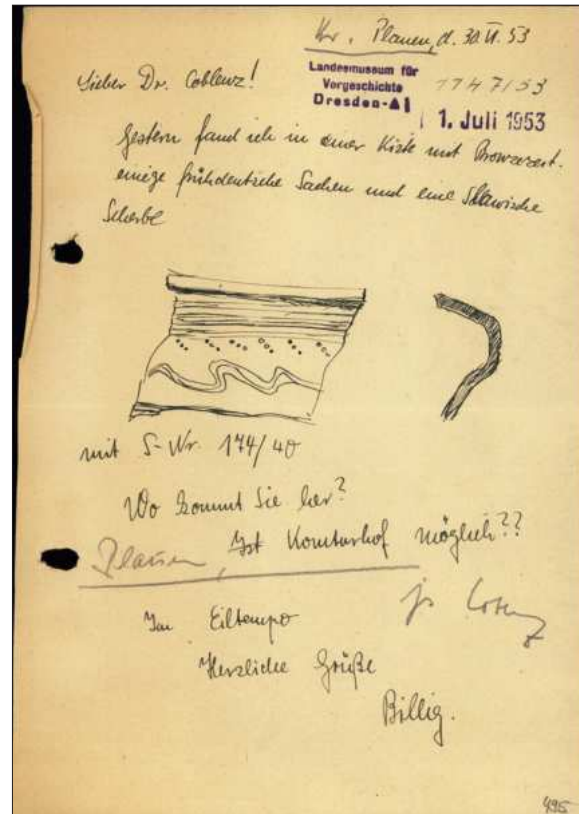 Plauen, d. 30.VI.53
Lieber Dr. Coblenz!
Landesmuseum für
Vorgeschichte
Dresden-A
1747/53
1. Juli 1953
Gestern fand ich in einer Kiste mit Bronzezeit.
einige frühdeutsche Sachen und eine Slawische
Scherbe
mit S-Nr. 174/40
Wo kommt Sie her?
Plauen, Ist Komturhof möglich??
Im Eiltempo
Herzliche Grüße
Billig.
495